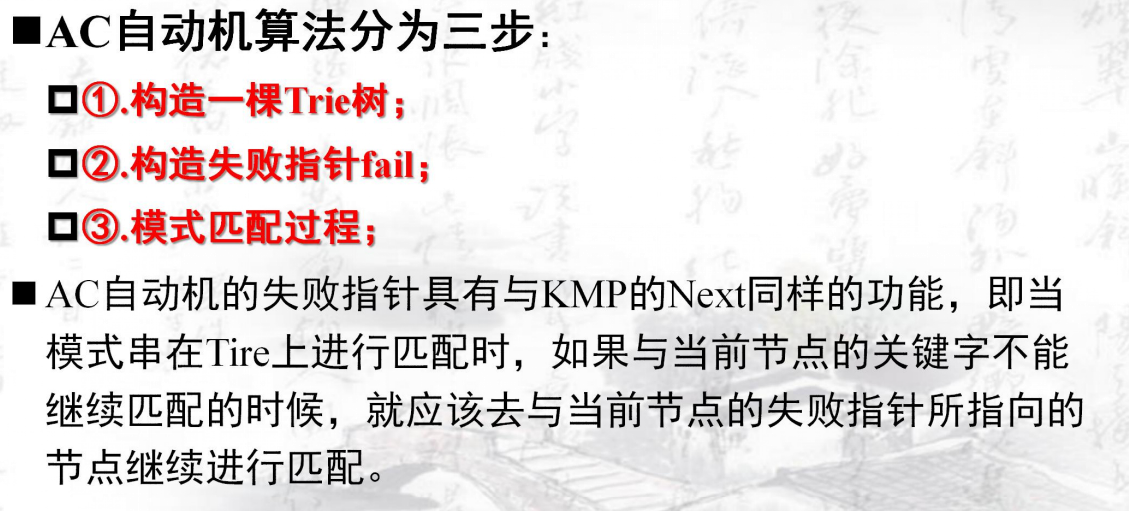 ■AC自动机算法分为三步：
①.构造一棵Trie树；
②.构造失败指针fail；
③.模式匹配过程；
■AC自动机的失败指针具有与KMP的Next同样的功能，即当
模式串在Tire上进行匹配时，如果与当前节点的关键字不能
继续匹配的时候，就应该去与当前节点的失败指针所指向的
节点继续进行匹配。